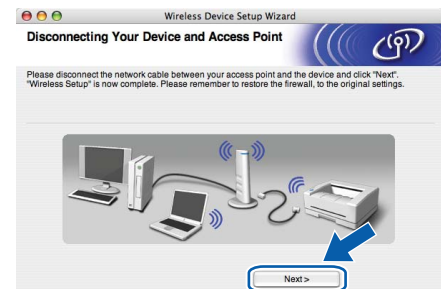 Wireless Device Setup Wizard
Disconnecting Your Device and Access Point
Please disconnect the network cable between your access point and the device and click "Next".
"Wireless Setup" is now complete. Please remember to restore the firewall, to the original settings.
Next >